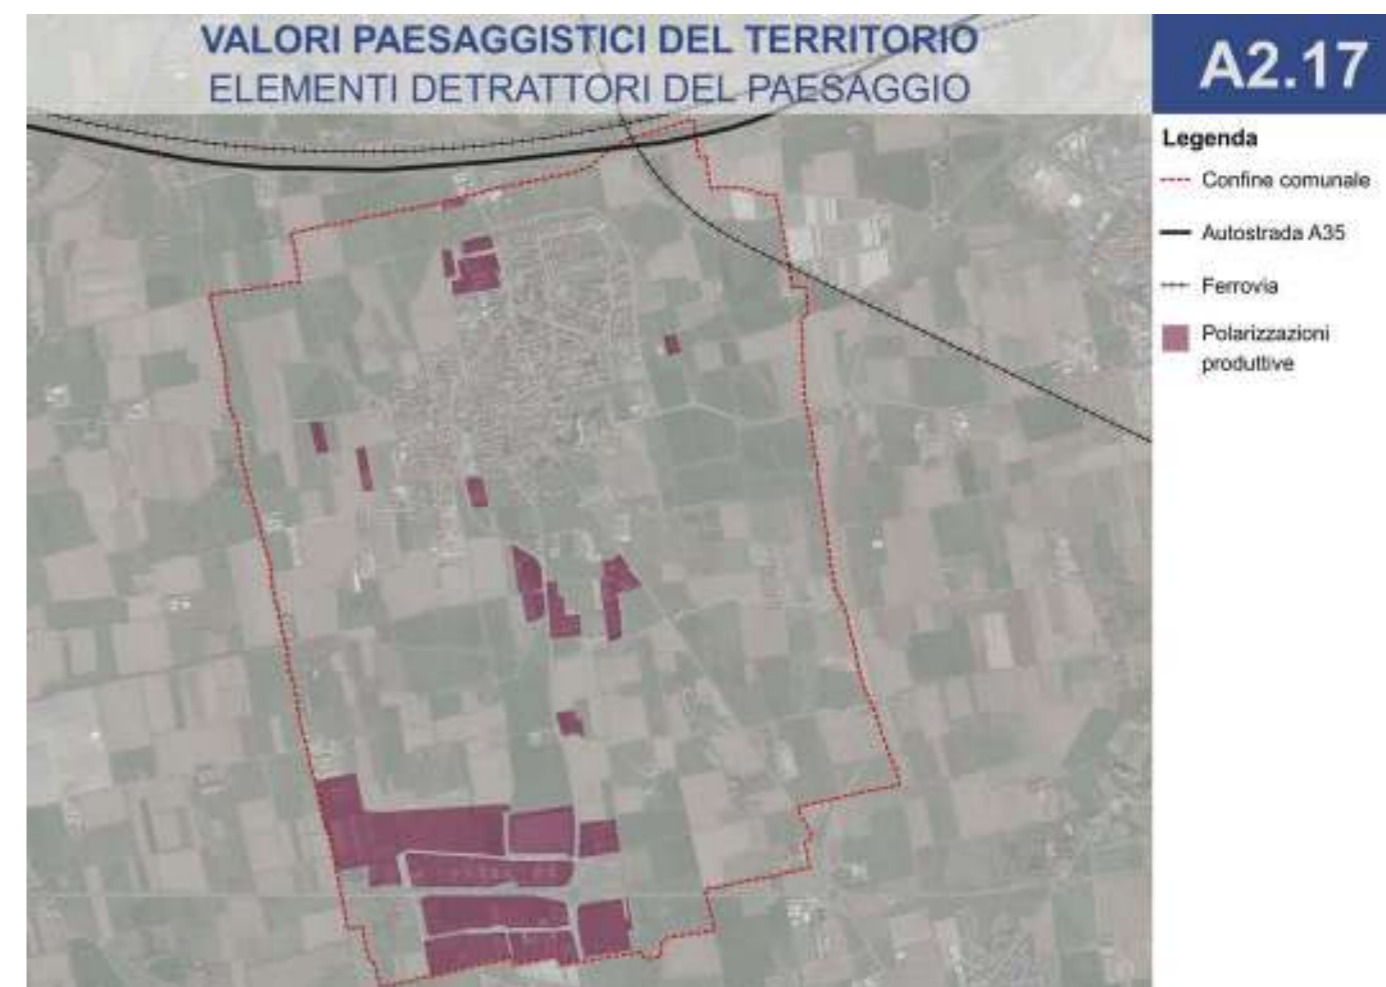 VALORI PAESAGGISTICI DEL TERRITORIO
ELEMENTI DETRATTORI DEL PAESAGGIO
A2.17
Legenda
Confine comunale
Autostrada A35
Ferrovia
Polarizzazioni
produttive